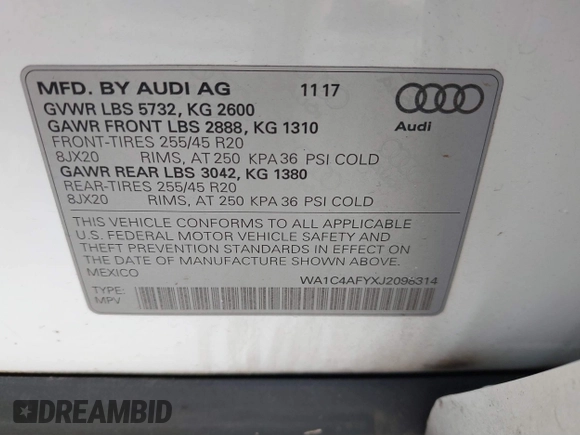 MFD. BY AUDI AG 11 17
GVWR LBS 5732, KG 2600
GAWR FRONT LBS 2888, KG 1310
FRONT-TIRES 255/45 R20
8JX20 RIMS, AT 250 KPA 36 PSI COLD
GAWR REAR LBS 3042, KG 1380
REAR-TIRES 255/45 R20
8JX20 RIMS, AT 250 KPA 36 PSI COLD
Audi
THIS VEHICLE CONFORMS TO ALL APPLICABLE
U.S. FEDERAL MOTOR VEHICLE SAFETY AND
THEFT PREVENTION STANDARDS IN EFFECT ON
THE DATE OF MANUFACTURE SHOWN ABOVE.
MEXICO
WA1C4AFYXJ2096314
TYPE:
MPV
DREAMBID